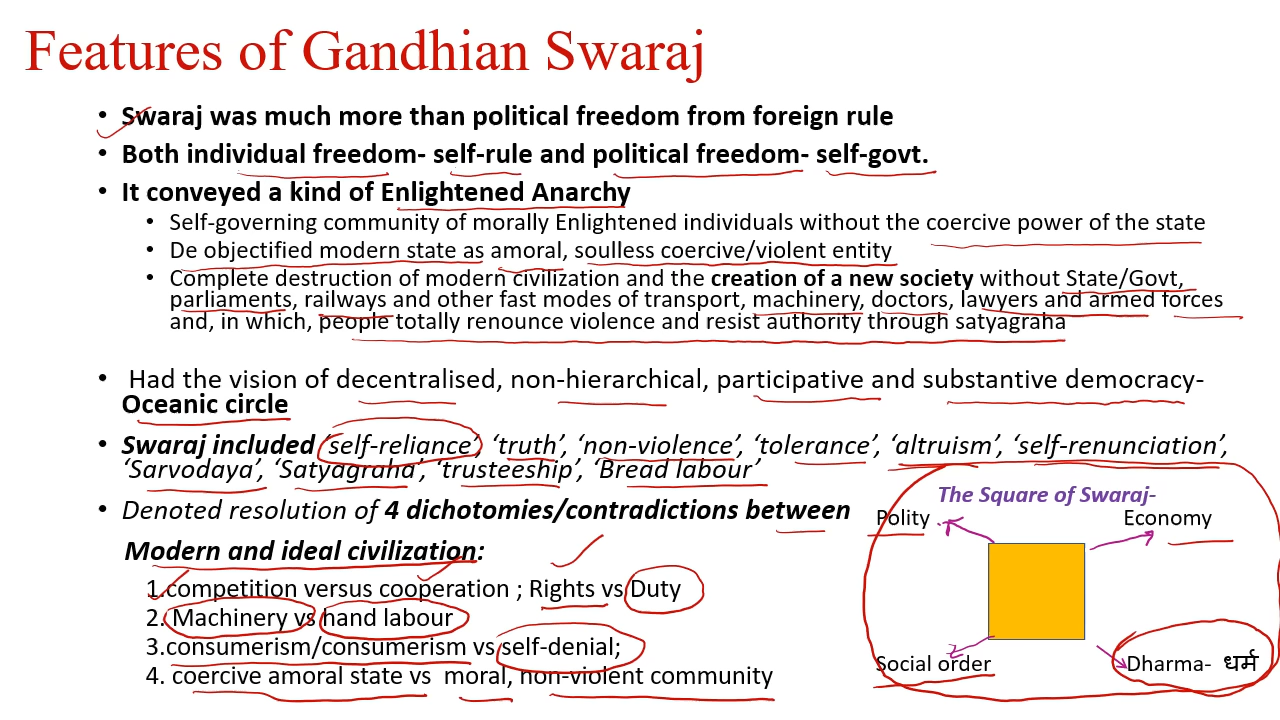 Features of Gandhian Swaraj
• Swaraj was much more than political freedom from foreign rule
• Both individual freedom- self-rule and political freedom- self-govt.
• It conveyed a kind of Enlightened Anarchy
• Self-governing community of morally Enlightened individuals without the coercive power of the state
• De objectified modern state as amoral, soulless coercive/violent entity
• Complete destruction of modern civilization and the creation of a new society without State/Govt,
parliaments, railways and other fast modes of transport, machinery, doctors, lawyers and armed forces
and, in which, people totally renounce violence and resist authority through satyagraha
• Had the vision of decentralised, non-hierarchical, participative and substantive democracy-
Oceanic circle
• Swaraj included ‘self-reliance’, ‘truth’, ‘non-violence’, ‘tolerance’, ‘altruism’, ‘self-renunciation’,
‘Sarvodaya’, ‘Satyagraha’, ‘trusteeship’, ‘Bread labour’
• Denoted resolution of 4 dichotomies/contradictions between
Modern and ideal civilization:
1.competition versus cooperation ; Rights vs Duty
2. Machinery vs hand labour
3.consumerism/consumerism vs self-denial;
4. coercive amoral state vs moral, non-violent community
The Square of Swaraj-
Polity
Economy
Social order
Dharma- धर्म